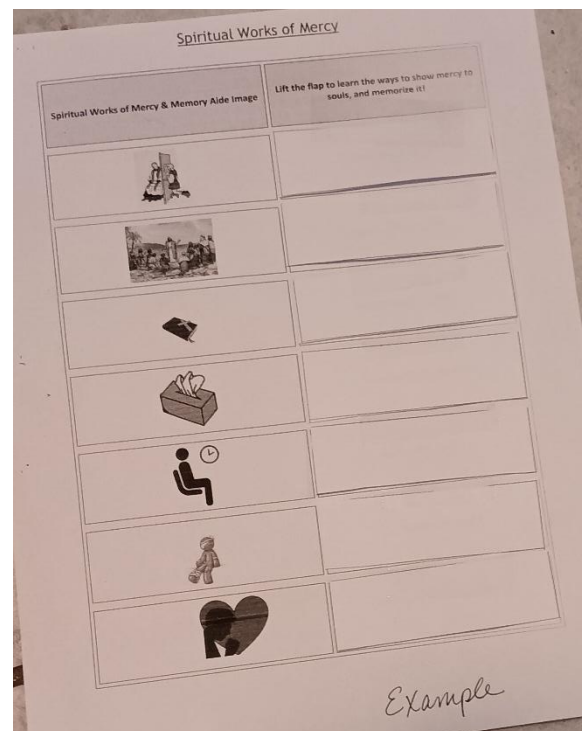 Spiritual Works of Mercy
Spiritual Works of Mercy & Memory Aide Image
Lift the flap to learn the ways to show mercy to
souls, and memorize it!
Example